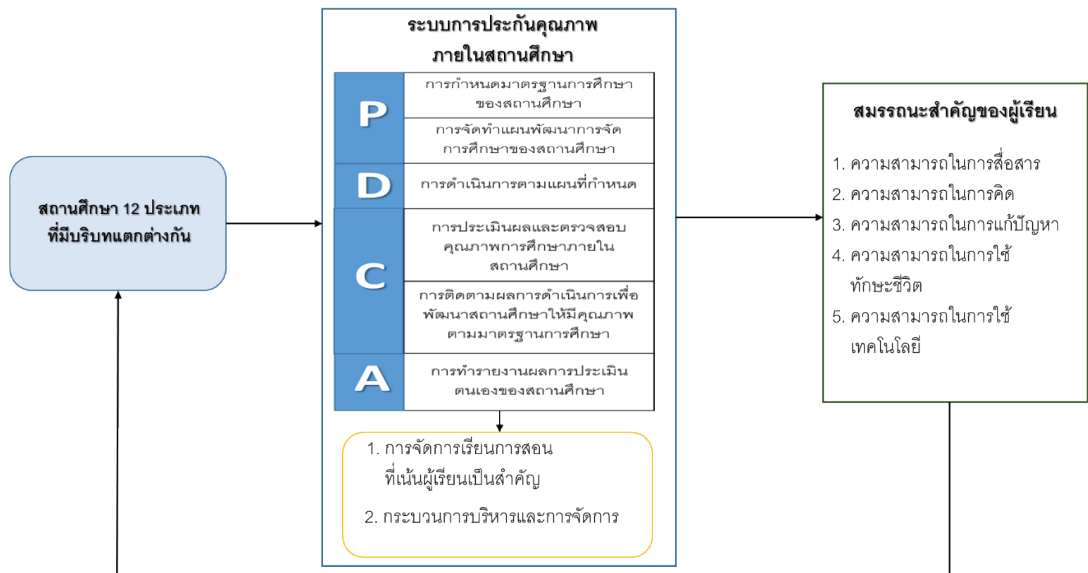 สถานศึกษา 12 ประเภท
ที่มีบริบทแตกต่างกัน
ระบบการประกันคุณภาพ
ภายในสถานศึกษา
P
การกำหนดมาตรฐานการศึกษา
ของสถานศึกษา
การจัดทำแผนพัฒนาการจัด
การศึกษาของสถานศึกษา
D
การดำเนินการตามแผนที่กำหนด
C
การประเมินผลและตรวจสอบ
คุณภาพการศึกษาภายใน
สถานศึกษา
การติดตามผลการดำเนินการเพื่อ
พัฒนาสถานศึกษาให้มีคุณภาพ
ตามมาตรฐานการศึกษา
A
การทำรายงานผลการประเมิน
ตนเองของสถานศึกษา
1. การจัดการเรียนการสอน
ที่เน้นผู้เรียนเป็นสำคัญ
2. กระบวนการบริหารและการจัดการ
สมรรถนะสำคัญของผู้เรียน
1. ความสามารถในการสื่อสาร
2. ความสามารถในการคิด
3. ความสามารถในการแก้ปัญหา
4. ความสามารถในการใช้
ทักษะชีวิต
5. ความสามารถในการใช้
เทคโนโลยี